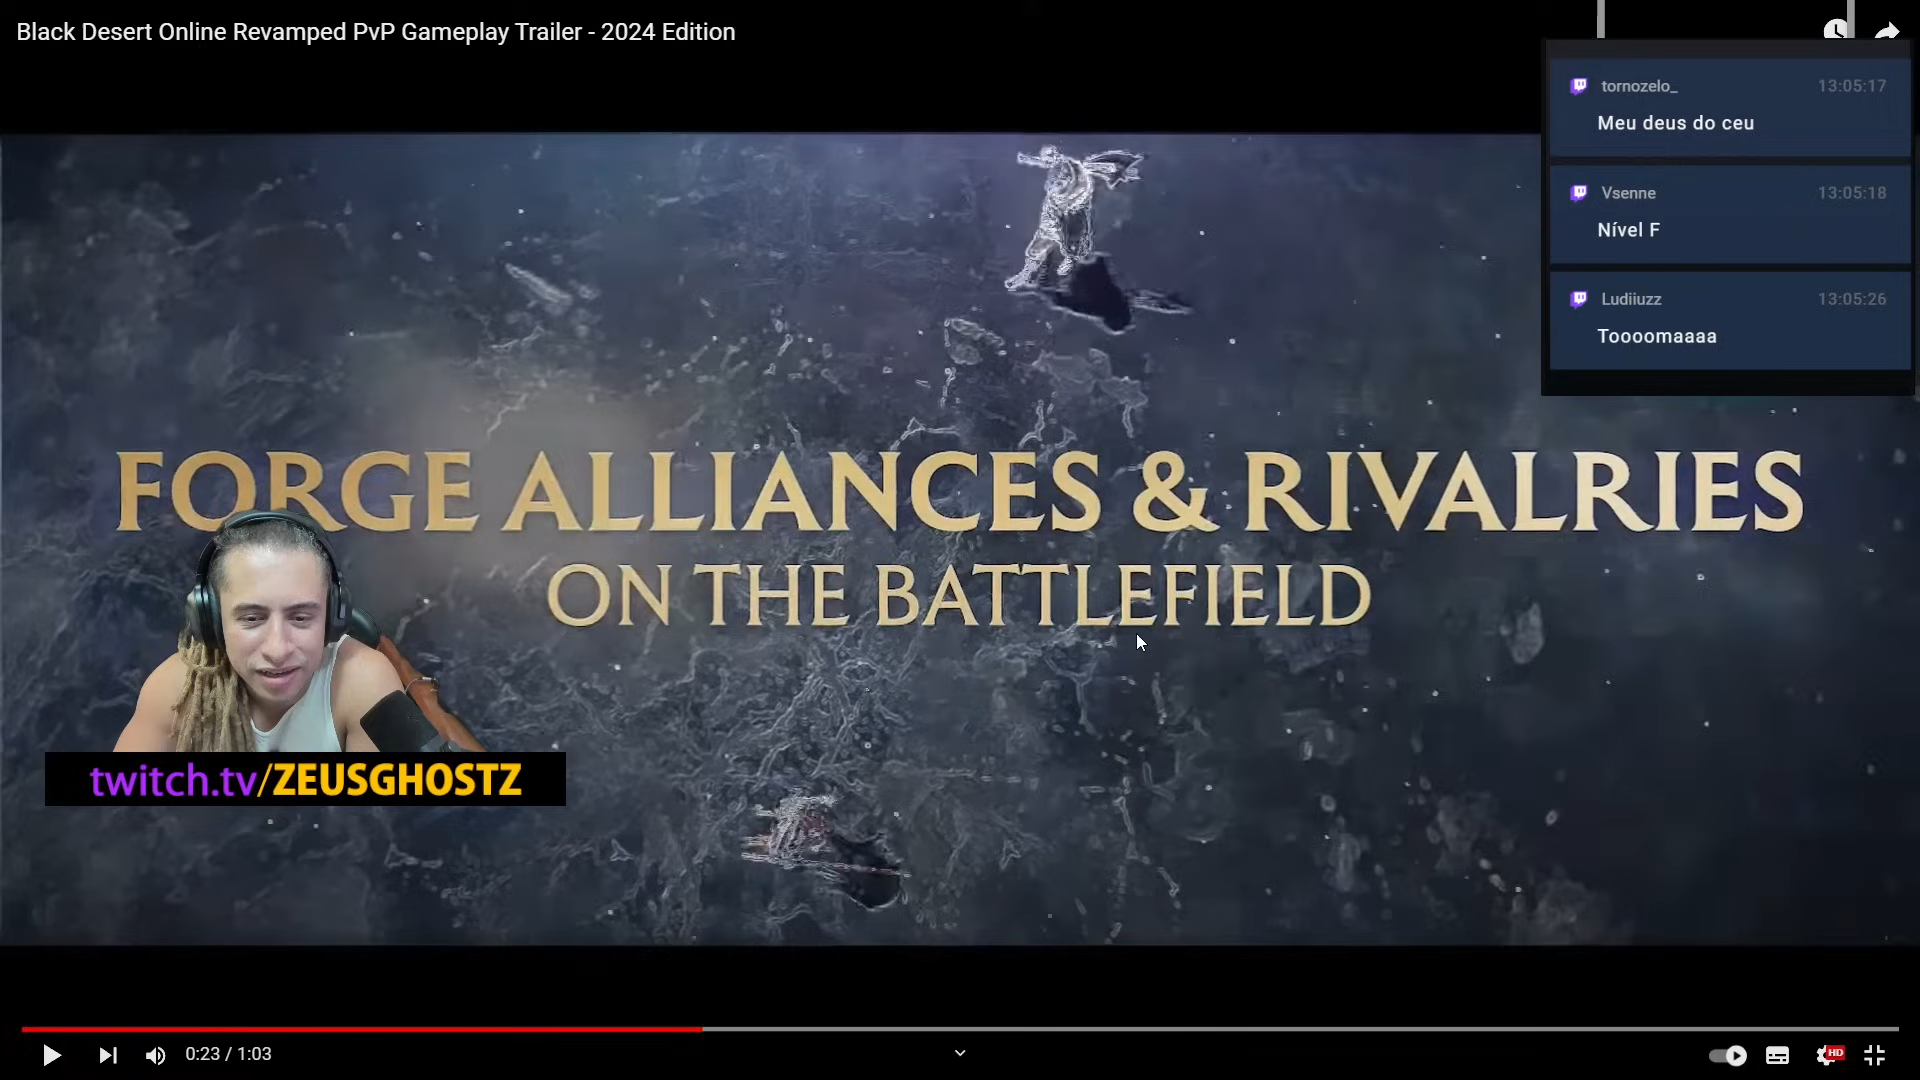 Black Desert Online Revamped PvP Gameplay Trailer - 2024 Edition
tornozelo_ 13:05:17
Meu deus do ceu
Vsenne 13:05:18
Nível F
Ludiiuzz 13:05:26
Toooomaaaa
FORGE ALLIANCES & RIVALRIES
ON THE BATTLEFIELD
twitch.tv/ZEUSGHOSTZ
0:23 / 1:03
HD